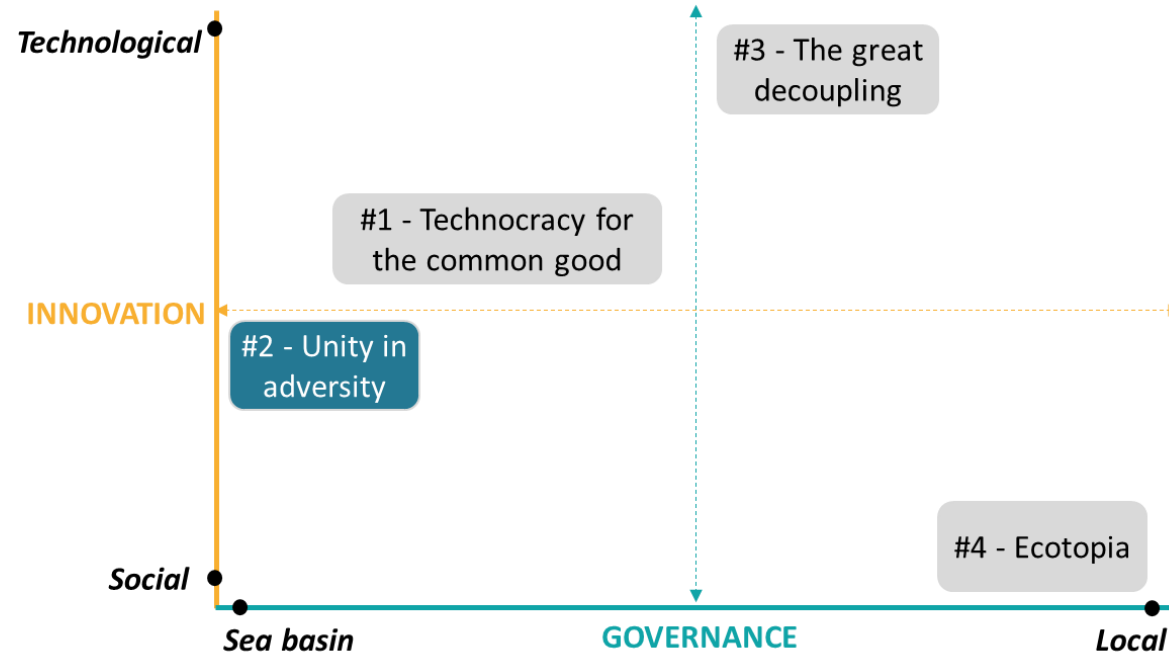 Technological
#3 - The great
decoupling
#1 - Technocracy for
the common good
INNOVATION
#2 - Unity in
adversity
#4 - Ecotopia
Social
Sea basin
GOVERNANCE
Local